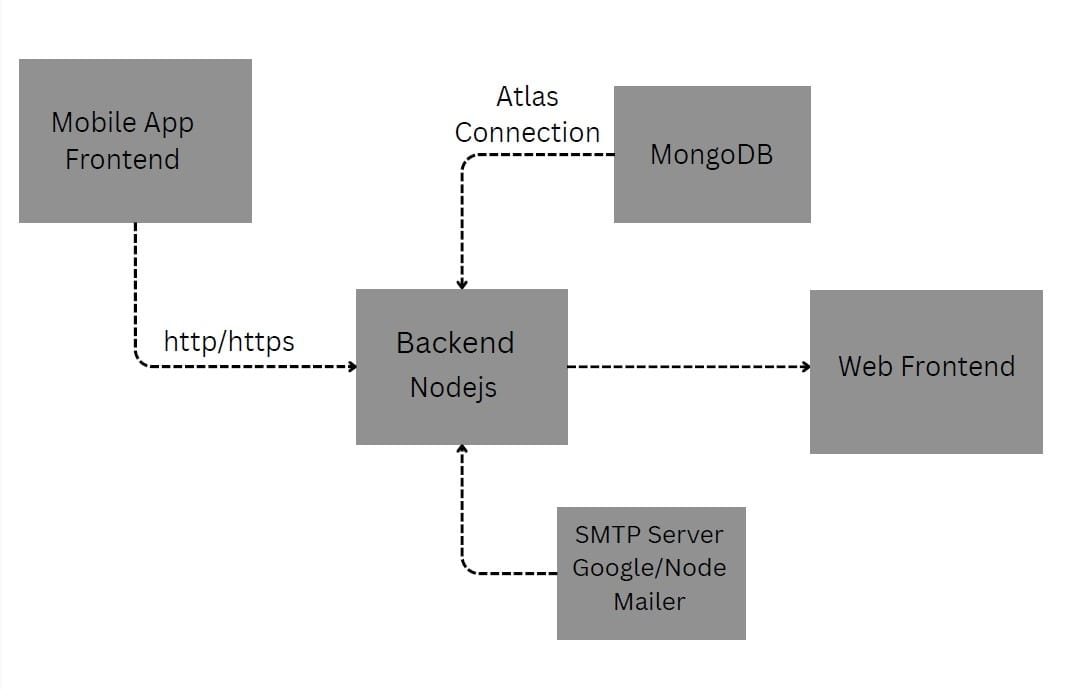 Mobile App
Frontend
Atlas
Connection
MongoDB
http/https
Backend
Nodejs
Web Frontend
SMTP Server
Google/Node
Mailer